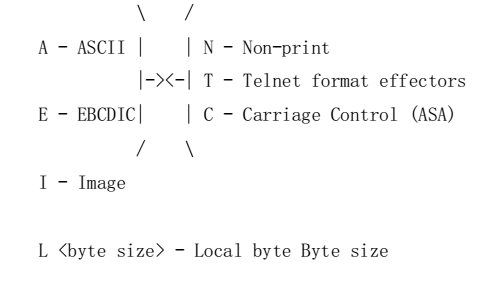 \    /
A - ASCII |    | N - Non-print
|-><-| T - Telnet format effectors
E - EBCDIC|    | C - Carriage Control (ASA)
/    \
I - Image
L <byte size> - Local byte Byte size